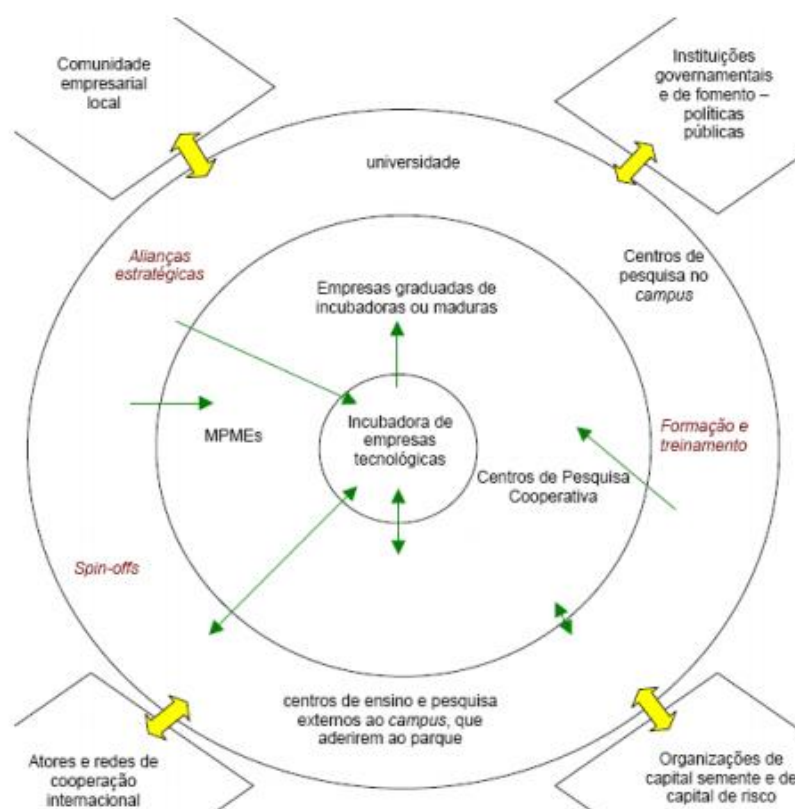 Comunidade
empresarial
local
Instituições
governamentais
e de fomento –
políticas
públicas
universidade
Alianças
estratégicas
Centros de
pesquisa no
campus
Empresas graduadas de
incubadoras ou maduras
MPMEs
Incubadora de
empresas
tecnológicas
Formação e
treinamento
Centros de Pesquisa
Cooperativa
Spin-offs
centros de ensino e pesquisa
externos ao campus, que
aderirem ao parque
Atores e redes de
cooperação
internacional
Organizações de
capital semente e de
capital de risco